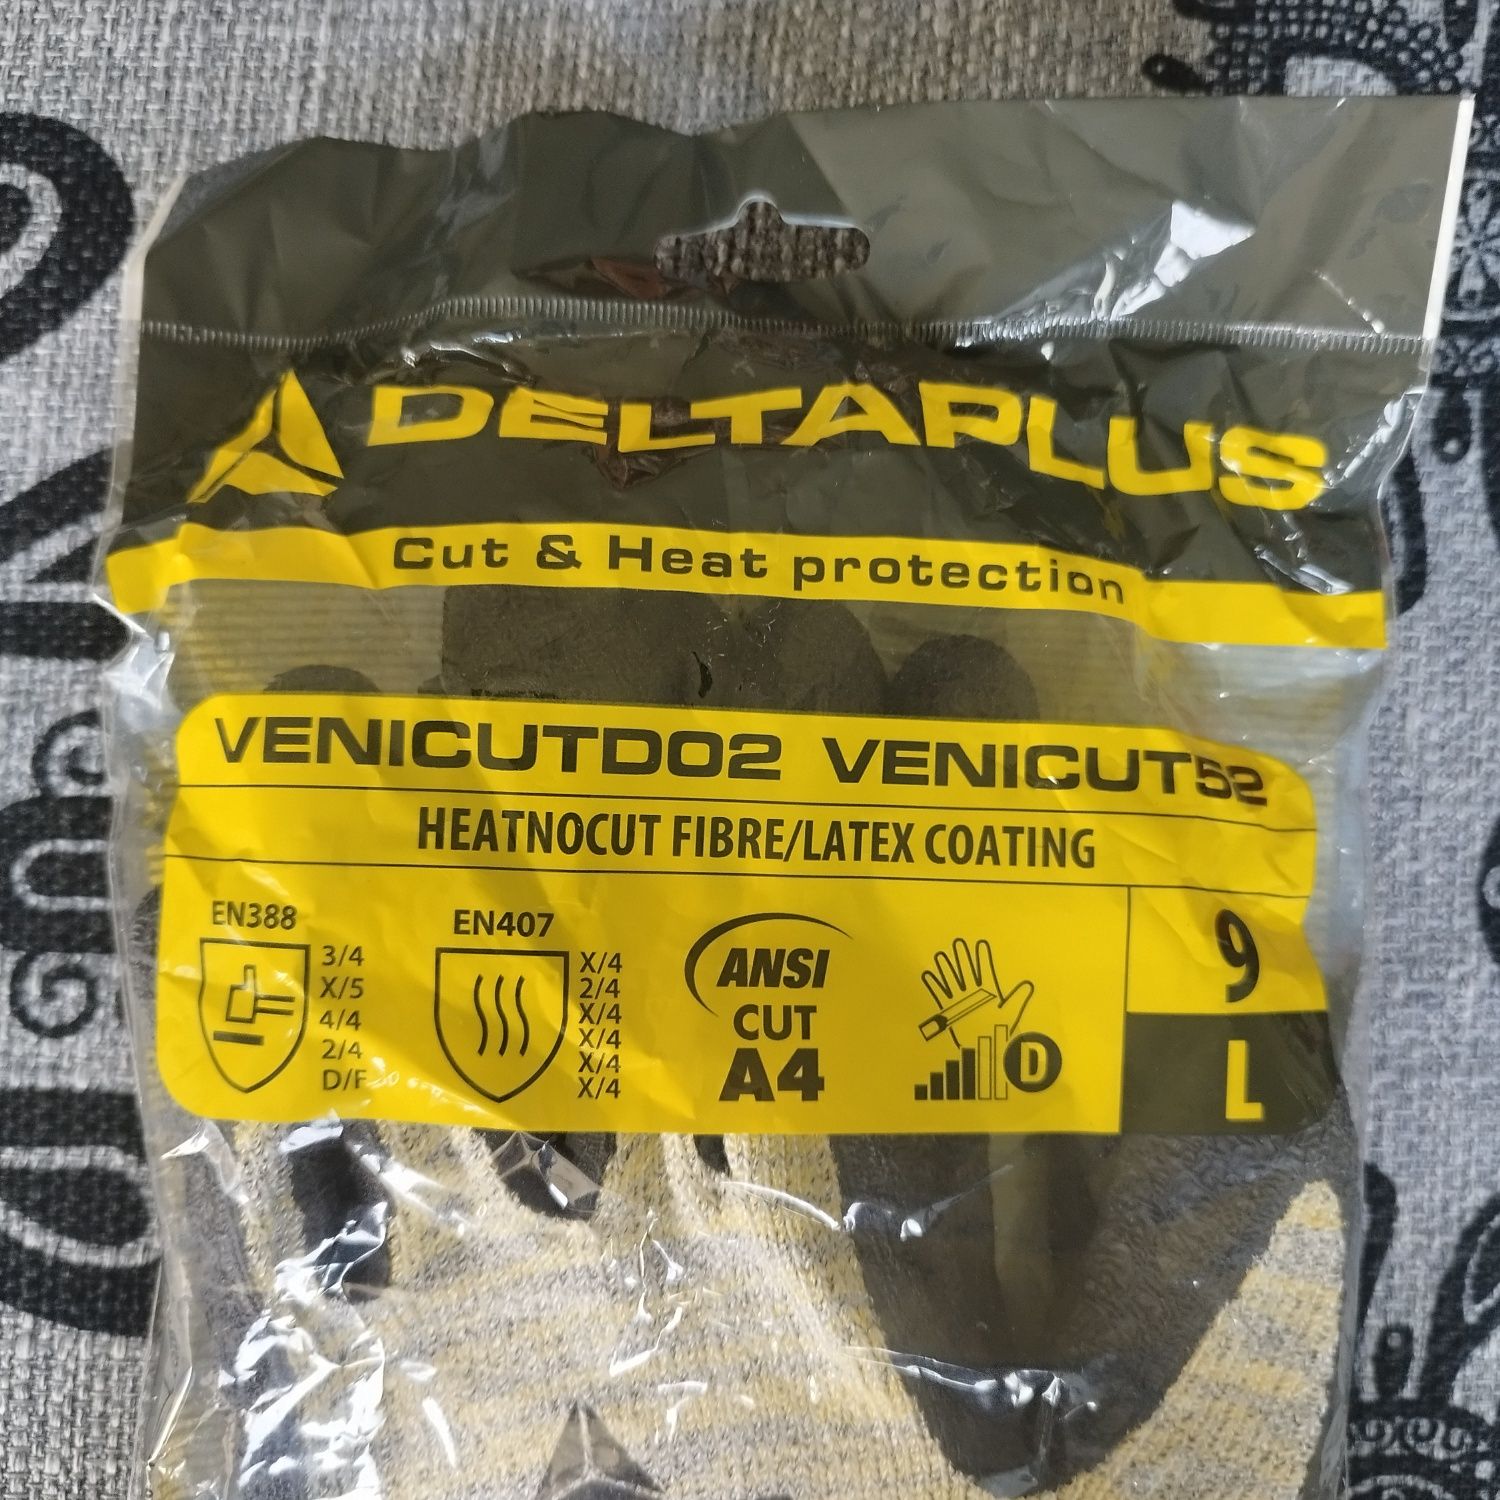 DELTAPLUS
Cut & Heat protection
VENICUTD02 VENICUT52
HEATNOCUT FIBRE/LATEX COATING
EN388
3/4
X/5
4/4
2/4
D/F
EN407
X/4
2/4
X/4
X/4
X/4
X/4
ANSI
CUT
A4
D
9
L